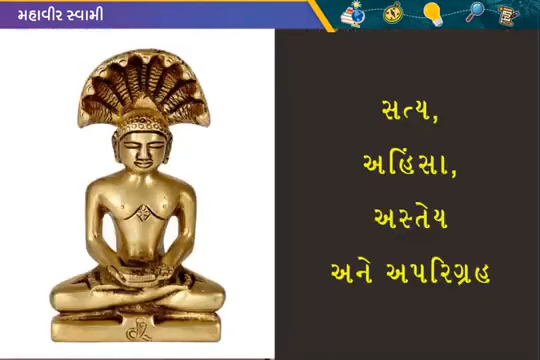 મહાવીર સ્વામી
સત્ય,
અહિંસા,
અસ્તેય
અને અપરિગ્રહ